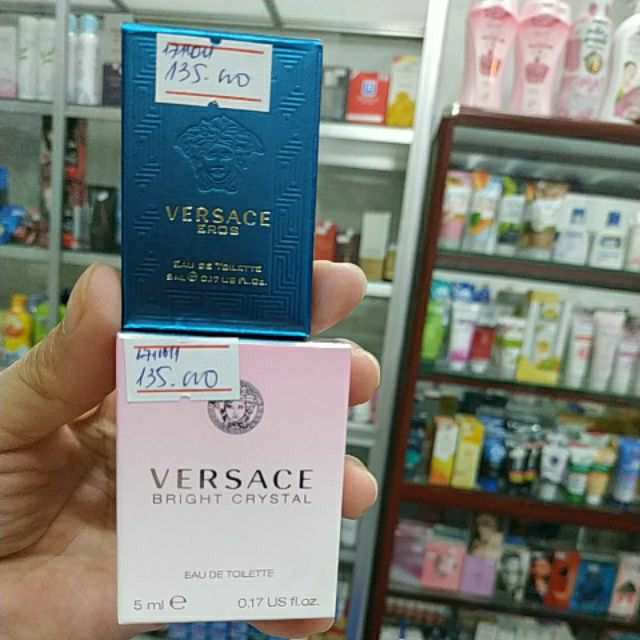 135.000
VERSACE
EROS
EAU DE TOILETTE
5ml e 0.17 US FL.OZ.
135.000
VERSACE
BRIGHT CRYSTAL
EAU DE TOILETTE
5 ml e 0.17 US fl.oz.